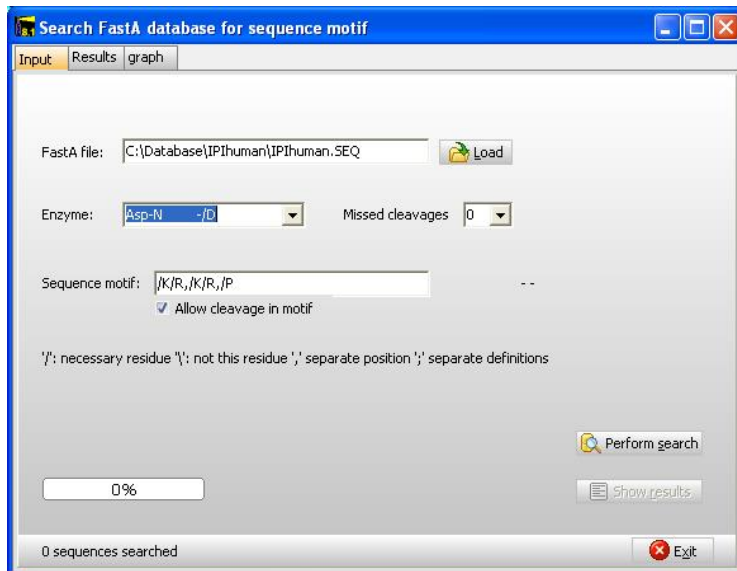 Search FastA database for sequence motif
Input Results graph
FastA file: C:\Database\IPIhuman\IPIhuman.SEQ Load
Enzyme: Asp-N -/D Missed cleavages 0
Sequence motif: /K/R,/K/R,/P - -
Allow cleavage in motif
'/': necessary residue '\': not this residue ',' separate position ';' separate definitions
Perform search
0% Show results
0 sequences searched Exit